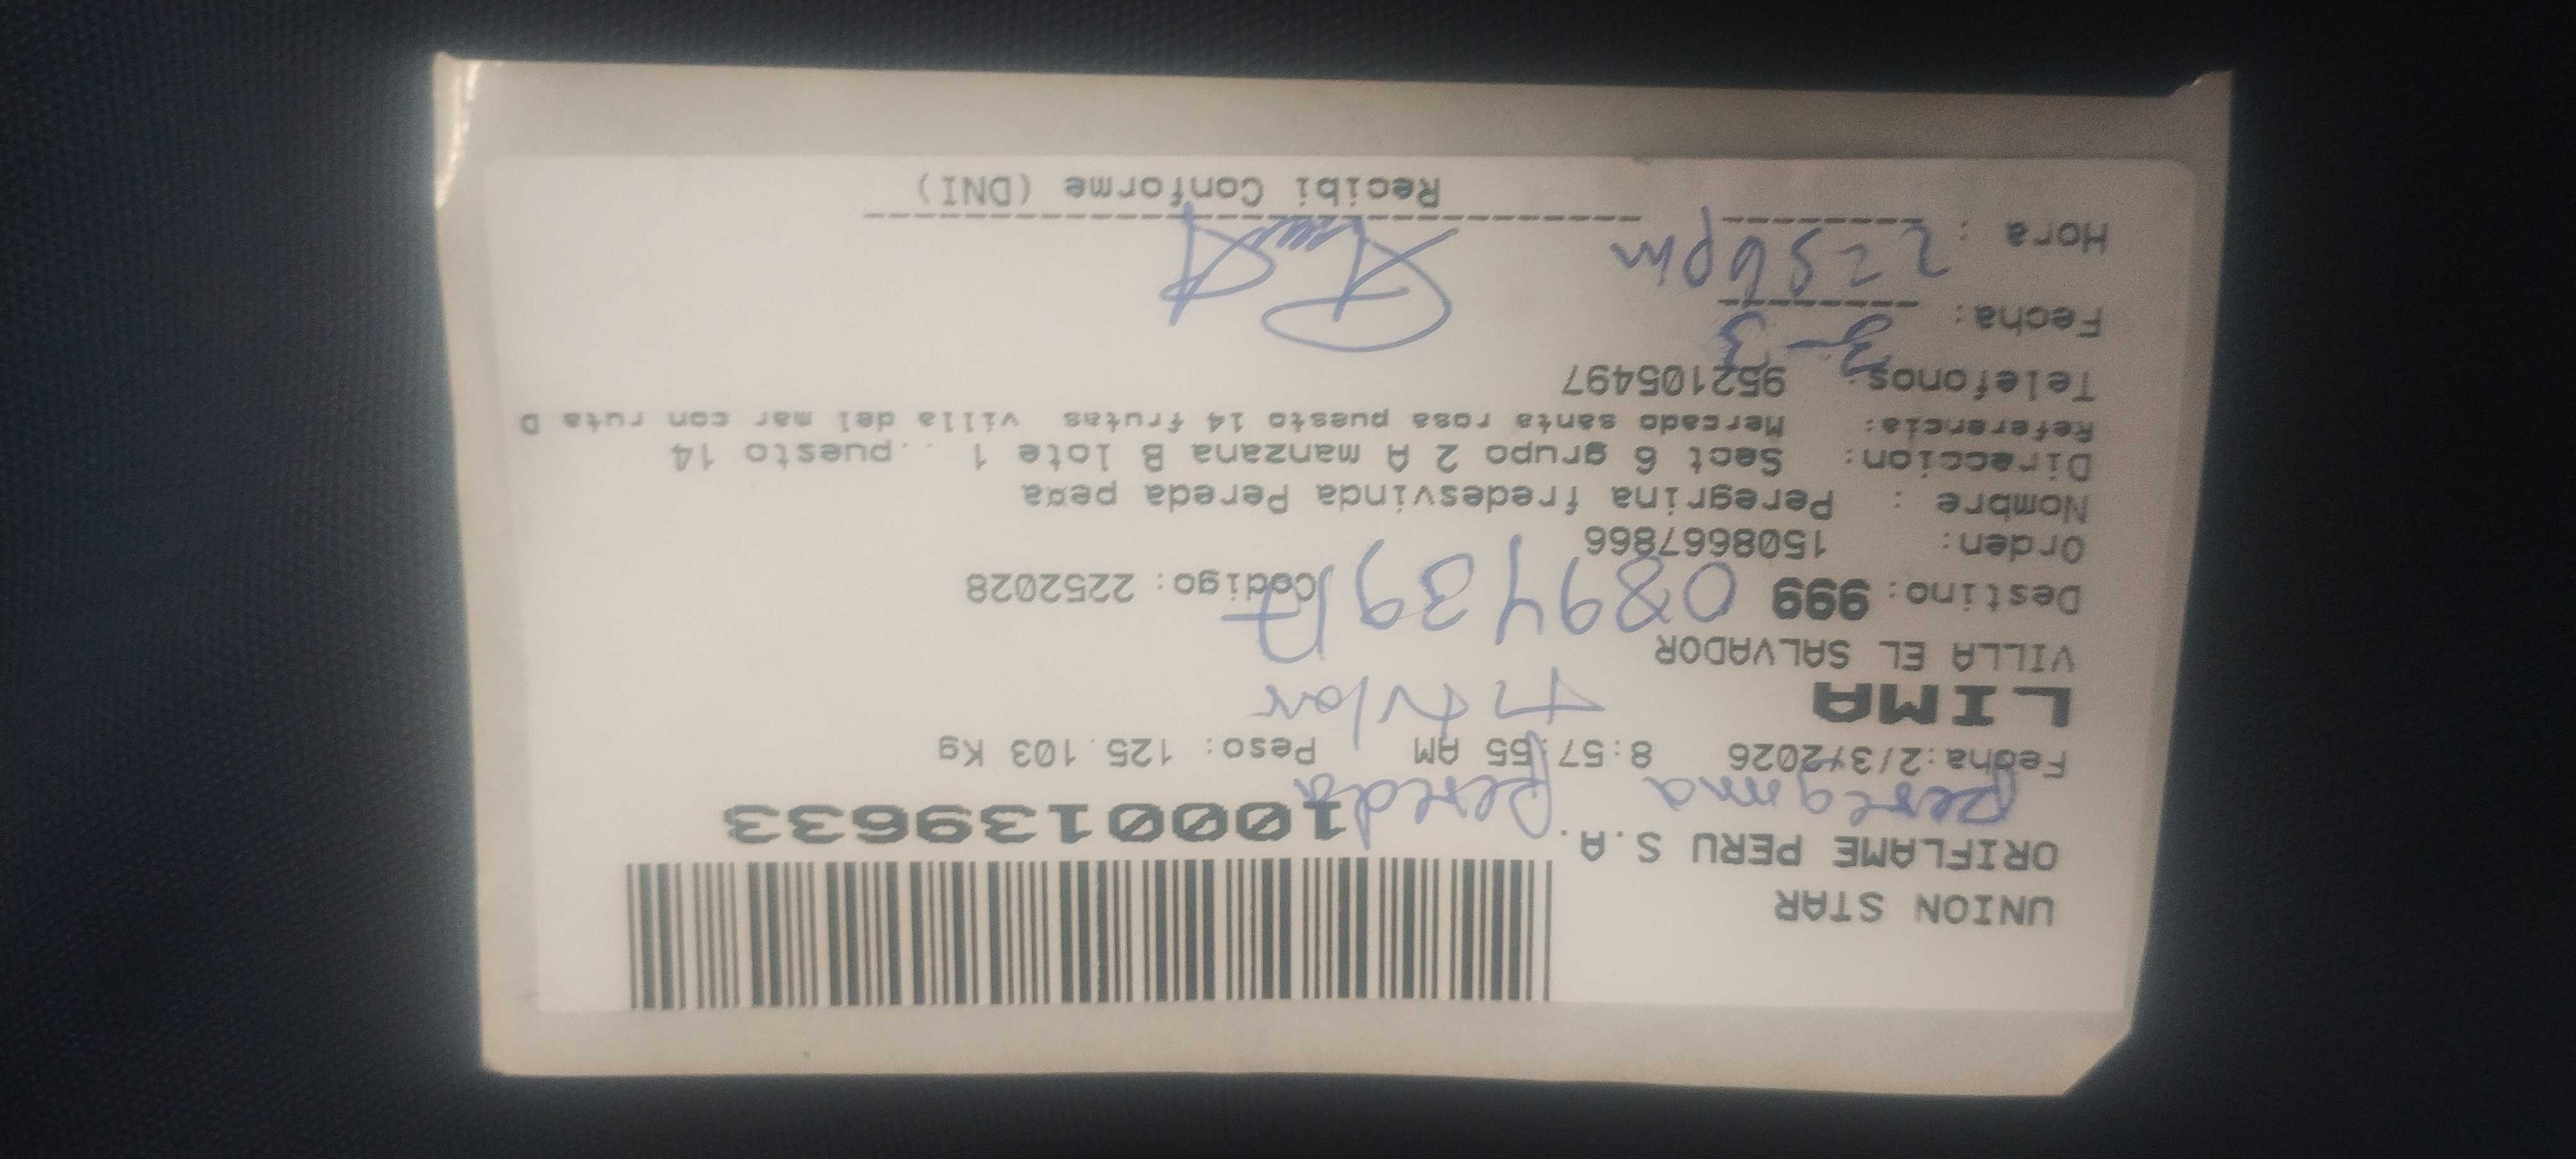 UNION STAR
ORIFLAME PERU S.A.
1000139633
peregrina Pereda
Fecha:2/3/2026 8:57:55 AM Peso: 125.103 Kg
LIMA
titular
VILLA EL SALVADOR
08943917
Destino: 999 Codigo: 2252028
Orden: 1508667866
Nombre : Peregrina fredesvinda Pereda pe¤a
Direccion: Sect 6 grupo 2 A manzana B lote 1 ..puesto 14
Referencia: Mercado santa rosa puesto 14 frutas villa del mar con ruta D
Telefonos: 952105497
Fecha: 3-3
Hora : 2:56pm
Recibi Conforme (DNI)